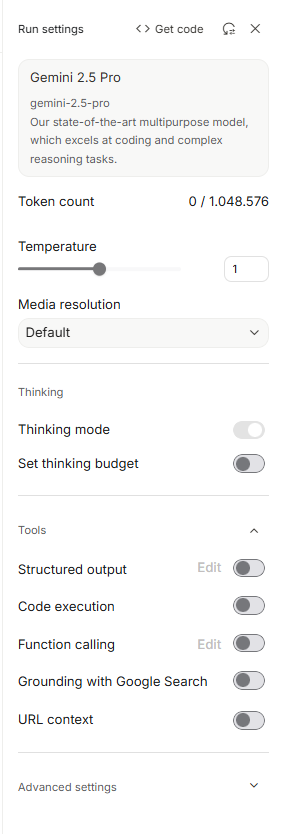 Run settings
<> Get code
Gemini 2.5 Pro
gemini-2.5-pro
Our state-of-the-art multipurpose model,
which excels at coding and complex
reasoning tasks.
Token count 0 / 1.048.576
Temperature
1
Media resolution
Default
Thinking
Thinking mode
Set thinking budget
Tools
Structured output Edit
Code execution
Function calling Edit
Grounding with Google Search
URL context
Advanced settings